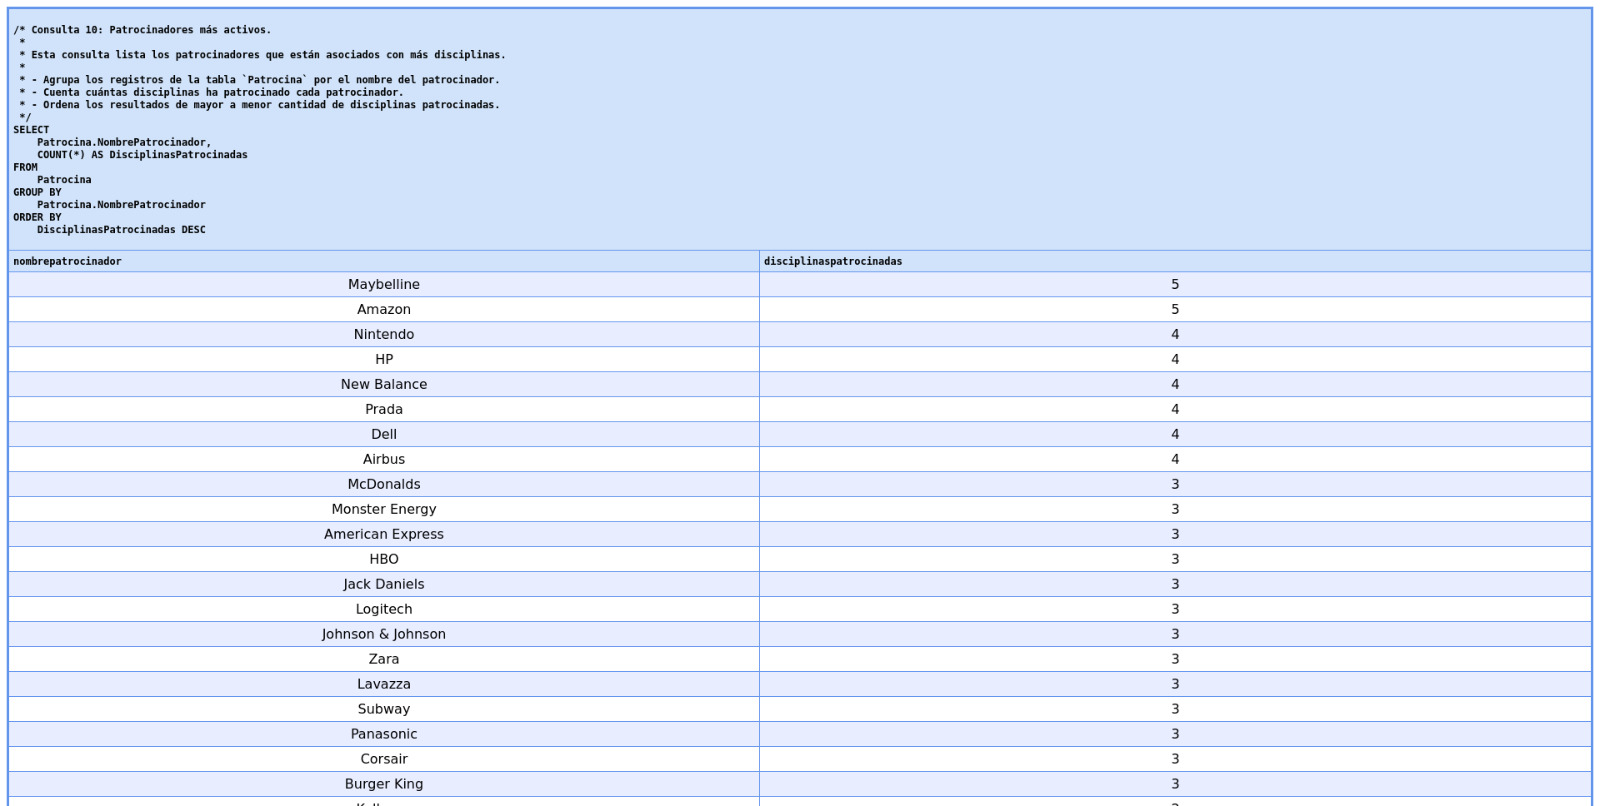 /* Consulta 10: Patrocinadores más activos.
 *
 * Esta consulta lista los patrocinadores que están asociados con más disciplinas.
 *
 * - Agrupa los registros de la tabla `Patrocina` por el nombre del patrocinador.
 * - Cuenta cuántas disciplinas ha patrocinado cada patrocinador.
 * - Ordena los resultados de mayor a menor cantidad de disciplinas patrocinadas.
 */
SELECT
    Patrocina.NombrePatrocinador,
    COUNT(*) AS DisciplinasPatrocinadas
FROM
    Patrocina
GROUP BY
    Patrocina.NombrePatrocinador
ORDER BY
    DisciplinasPatrocinadas DESC
nombrepatrocinador disciplinaspatrocinadas
Maybelline 5
Amazon 5
Nintendo 4
HP 4
New Balance 4
Prada 4
Dell 4
Airbus 4
McDonalds 3
Monster Energy 3
American Express 3
HBO 3
Jack Daniels 3
Logitech 3
Johnson & Johnson 3
Zara 3
Lavazza 3
Subway 3
Panasonic 3
Corsair 3
Burger King 3